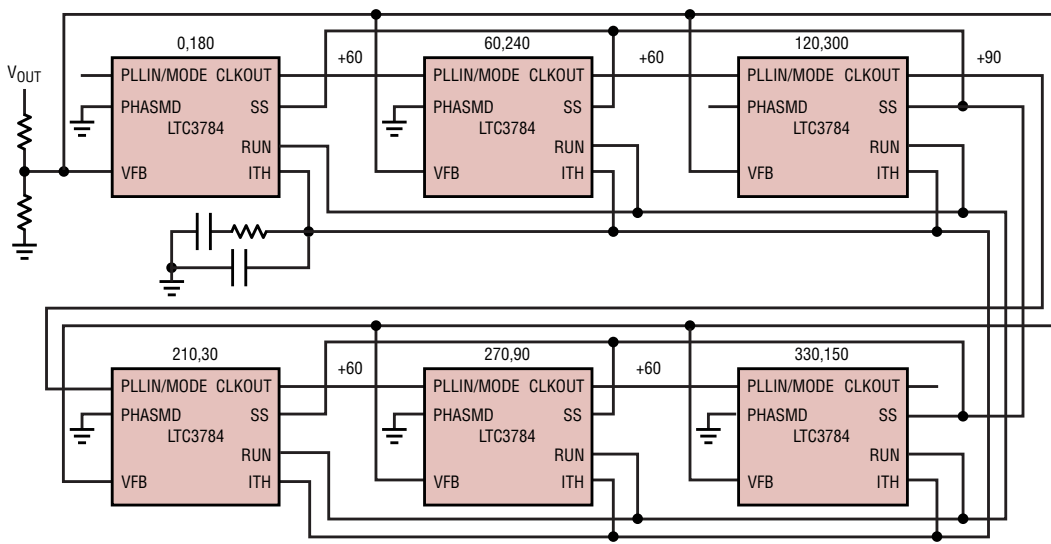 0,180
60,240
120,300
VOUT
PLLIN/MODE CLKOUT
+60
PLLIN/MODE CLKOUT
+60
PLLIN/MODE CLKOUT
+90
PHASMD SS
PHASMD SS
PHASMD SS
LTC3784
LTC3784
LTC3784
RUN
RUN
RUN
VFB ITH
VFB ITH
VFB ITH
210,30
270,90
330,150
PLLIN/MODE CLKOUT
+60
PLLIN/MODE CLKOUT
+60
PLLIN/MODE CLKOUT
PHASMD SS
PHASMD SS
PHASMD SS
LTC3784
LTC3784
LTC3784
RUN
RUN
RUN
VFB ITH
VFB ITH
VFB ITH